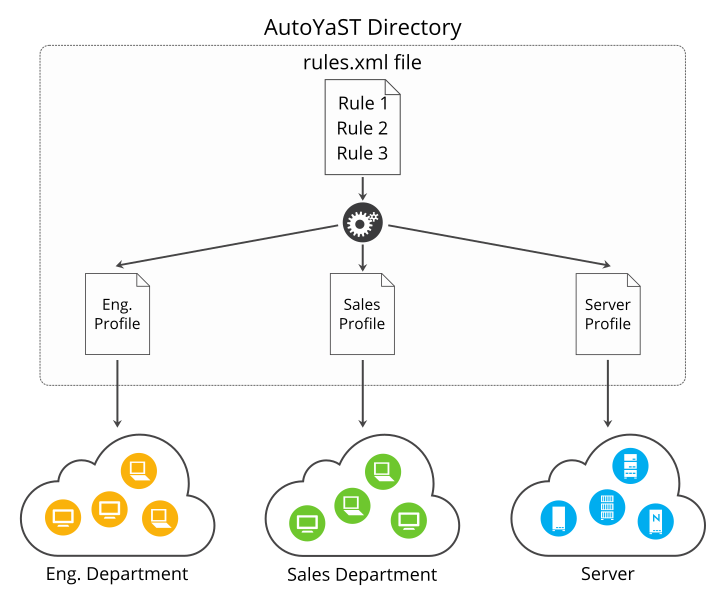 AutoYaST Directory
rules.xml file
Rule 1
Rule 2
Rule 3
Eng.
Profile
Sales
Profile
Server
Profile
N
Eng. Department
Sales Department
Server